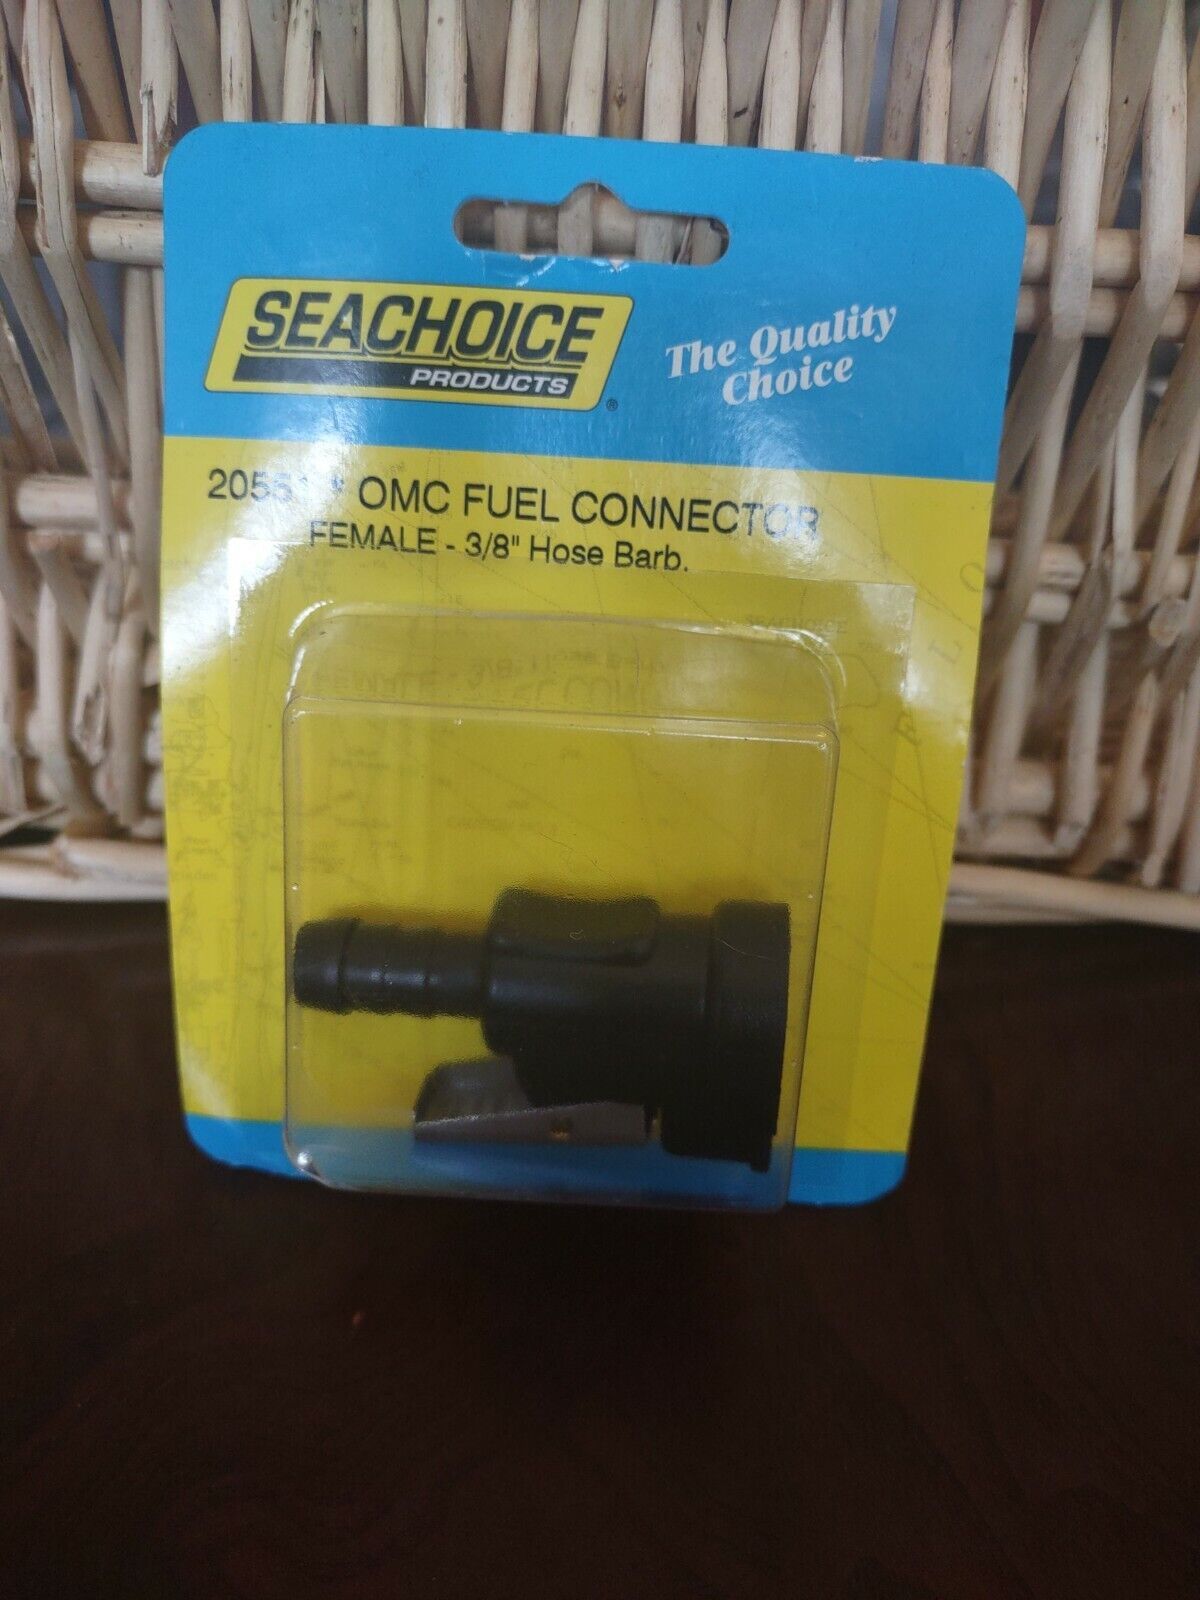 SEACHOICE
PRODUCTS
®
The Quality
Choice
OMC FUEL CONNECTOR
FEMALE - 3/8" Hose Barb.